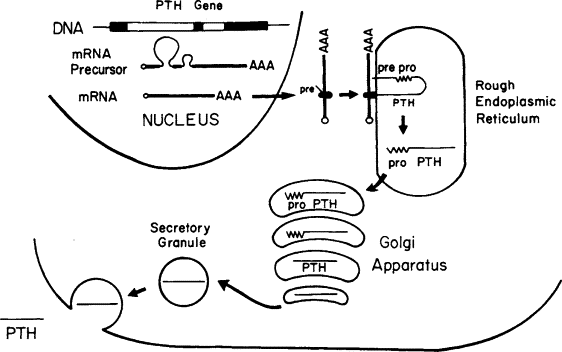 PTH Gene
DNA
mRNA
Precursor
AAA
mRNA
AAA
NUCLEUS
AAA
pre
AAA
pre pro
PTH
pro PTH
Rough
Endoplasmic
Reticulum
pro PTH
PTH
Golgi
Apparatus
Secretory
Granule
PTH